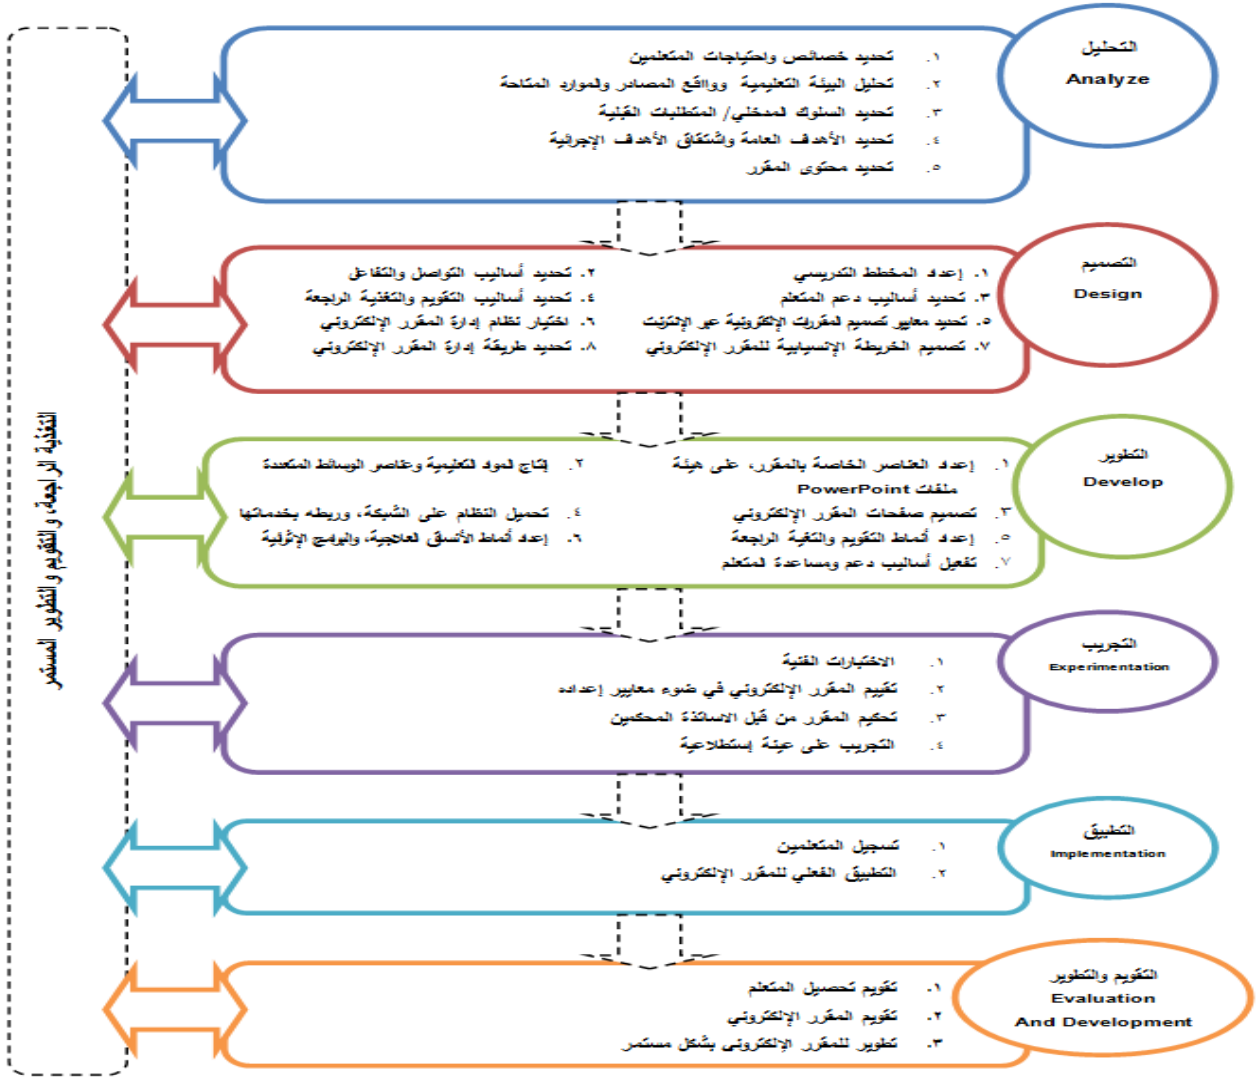 التحليل
Analyze
١. تحديد خصائص واحتياجات المتعلمين
٢. تحليل البيئة التعليمية وواقع المصادر والموارد المتاحة
٣. تحديد السلوك المدخلي/ المتطلبات القبلية
٤. تحديد الأهدف العامة واشتقاق الأهدف الإجرائية
٥. تحديد محتوى المقرر
التصميم
Design
١. إعداد المخطط التدريسي
٢. تحديد أساليب التواصل والتفاعل
٣. تحديد أساليب دعم المتعلم
٤. تحديد أساليب التقويم والتغذية الراجعة
٥. تحديد معايير تصميم المقررات الإلكترونية عبر الإنترنت
٦. اختيار نظام إدارة المقرر الإلكتروني
٧. تصميم الخريطة الإنسيابية للمقرر الإلكتروني
٨. تحديد طريقة إدارة المقرر الإلكتروني
التطوير
Develop
١. إعداد العناصر الخاصة بالمقرر، على هيئة
ملفات PowerPoint
٢. إنتاج المواد التعليمية وعناصر الوسائط المتعددة
٣. تصميم صفحات المقرر الإلكتروني
٤. تحميل النظام على الشبكة، وربطه بخدماتها
٥. إعداد أنماط التقويم والتغية الراجعة
٦. إعداد أنماط الأنساق العلاجية، والبرامج الإثرائية
٧. تفعيل أساليب دعم ومساعدة المتعلم
التجريب
Experimentation
١. الاختبارات الفنية
٢. تقييم المقرر الإلكتروني في ضوء معايير إعداده
٣. تحكيم المقرر من قبل الاساتذة المحكمين
٤. التجريب على عينة إستطلاعية
التطبيق
Implementation
١. تسجيل المتعلمين
٢. التطبيق الفعلي للمقرر الإلكتروني
التقويم والتطوير
Evaluation
And Development
١. تقويم تحصيل المتعلم
٢. تقويم المقرر الإلكتروني
٣. تطوير للمقرر الإلكتروني بشكل مستمر
التغذية الراجعة، والتقويم والتطوير المستمر